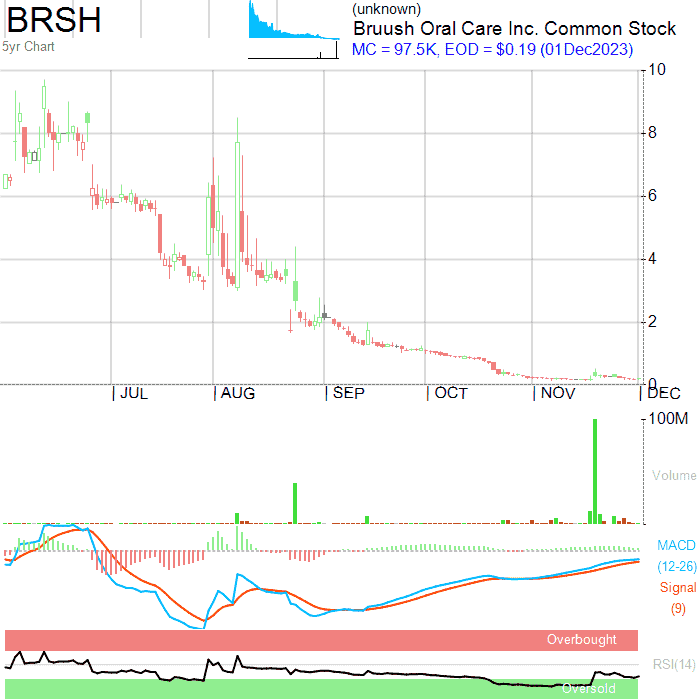 BRSH
5yr Chart
(unknown)
Bruush Oral Care Inc. Common Stock
MC = 97.5K, EOD = $0.19 (01Dec2023)
10
8
6
4
2
0
JUL AUG SEP OCT NOV DEC
100M
Volume
MACD
(12-26)
Signal
(9)
Overbought
RSI(14)
Oversold